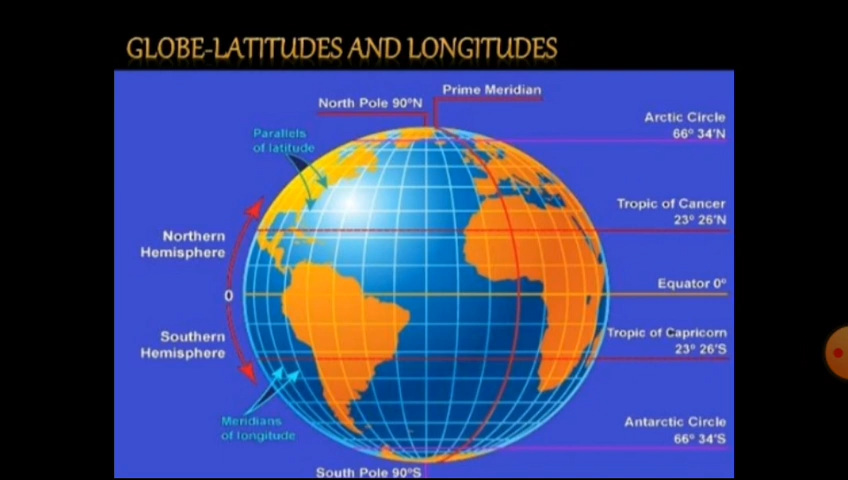 GLOBE-LATITUDES AND LONGITUDES
Prime Meridian
North Pole 90°N
Arctic Circle
66° 34'N
Parallels
of latitude
Tropic of Cancer
23° 26'N
Northern
Hemisphere
Equator 0°
0
Southern
Hemisphere
Tropic of Capricorn
23° 26'S
Meridians
of longitude
Antarctic Circle
66° 34'S
South Pole 90°S